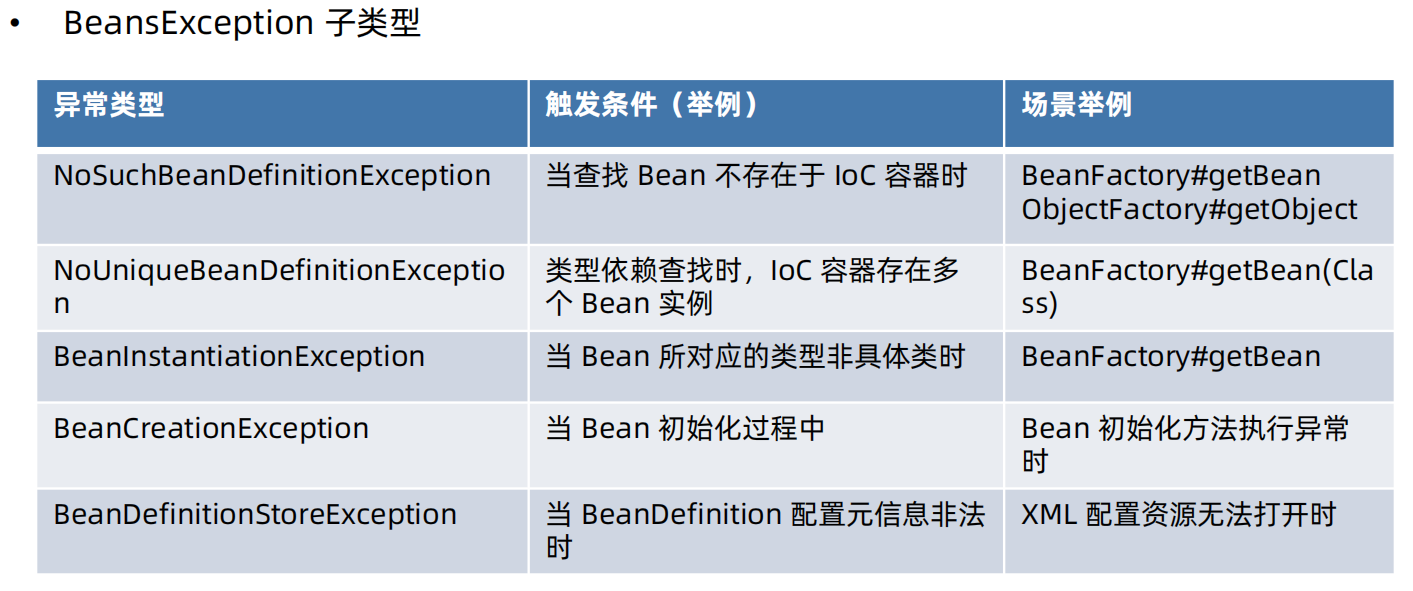 • BeansException 子类型
异常类型
触发条件（举例）
场景举例
NoSuchBeanDefinitionException
当查找 Bean 不存在于 IoC 容器时
BeanFactory#getBean
ObjectFactory#getObject
NoUniqueBeanDefinitionExceptio
n
类型依赖查找时，IoC 容器存在多
个 Bean 实例
BeanFactory#getBean(Cla
ss)
BeanInstantiationException
当 Bean 所对应的类型非具体类时
BeanFactory#getBean
BeanCreationException
当 Bean 初始化过程中
Bean 初始化方法执行异常
时
BeanDefinitionStoreException
当 BeanDefinition 配置元信息非法
时
XML 配置资源无法打开时